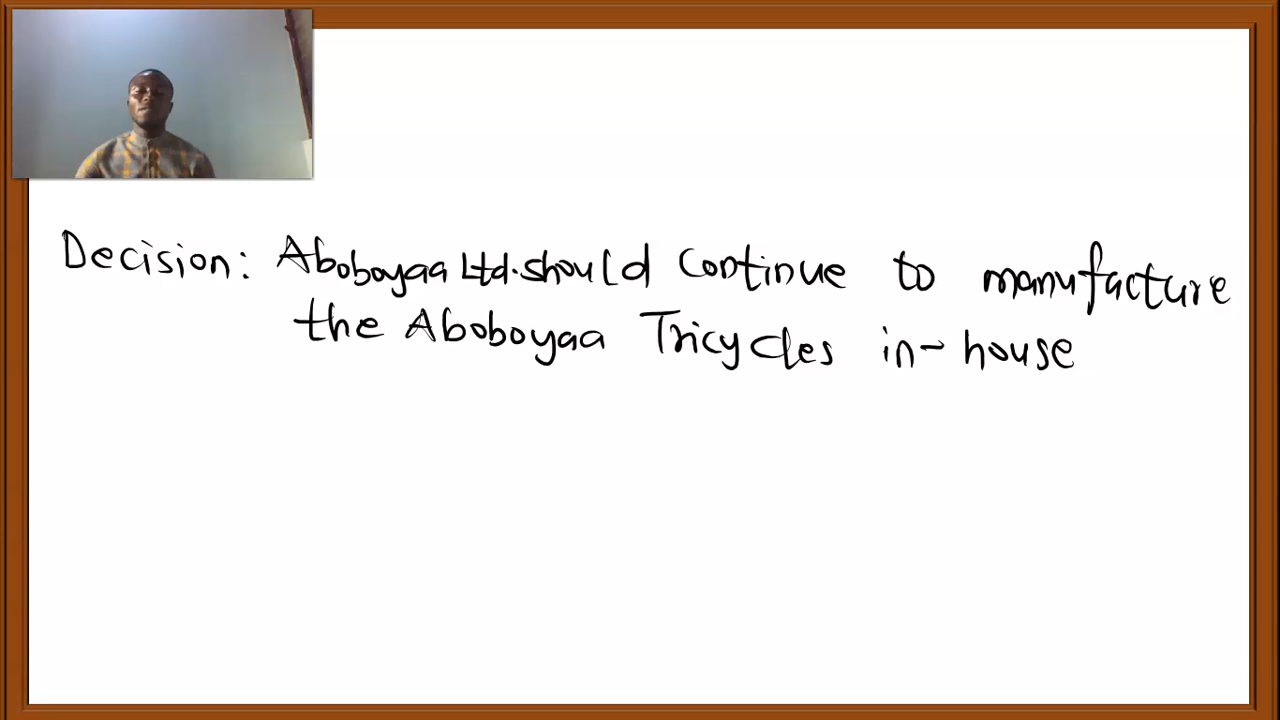 Decision: Aboboyaa Ltd. should continue to manufacture
the Aboboyaa Tricycles in-house